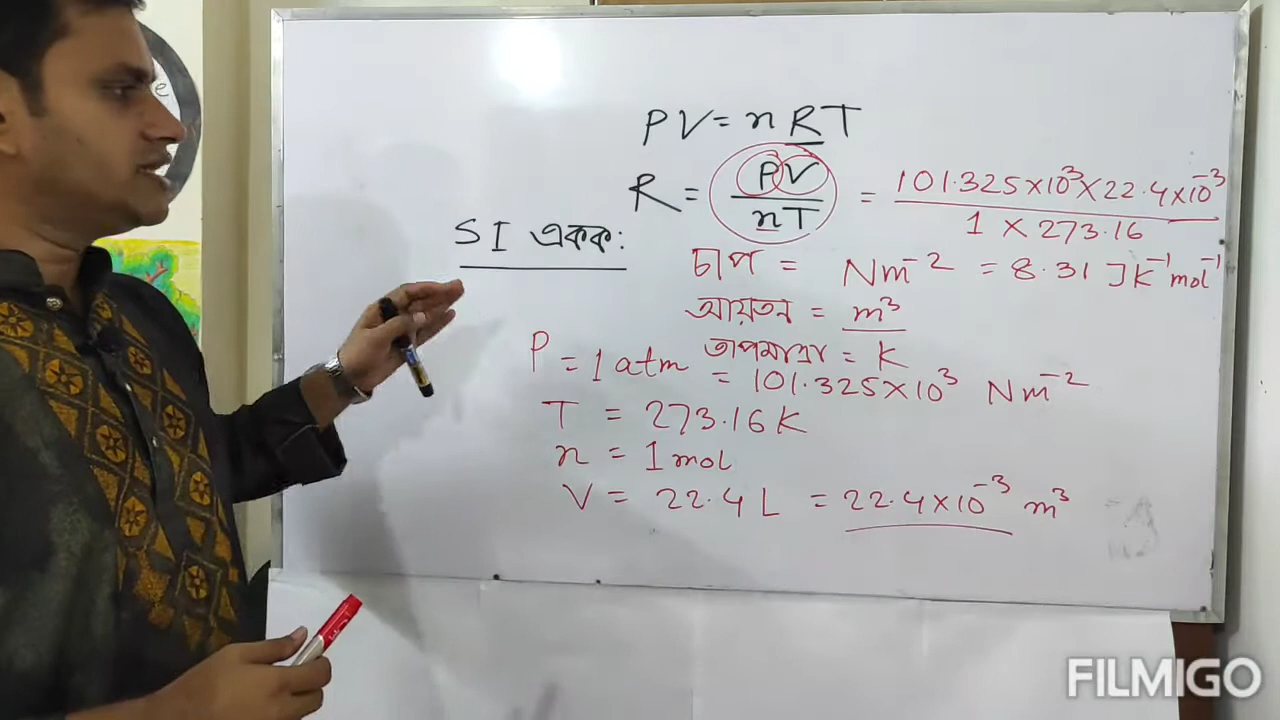 PV = nRT
R = PV / nT = 101.325×10³×22.4×10⁻³ / 1 × 273.16
SI একক:
চাপ = Nm⁻² = 8.31 JK⁻¹mol⁻¹
আয়তন = m³
তাপমাত্রা = K
P = 1 atm = 101.325×10³ Nm⁻²
T = 273.16 K
n = 1 mol
V = 22.4 L = 22.4×10⁻³ m³
FILMIGO